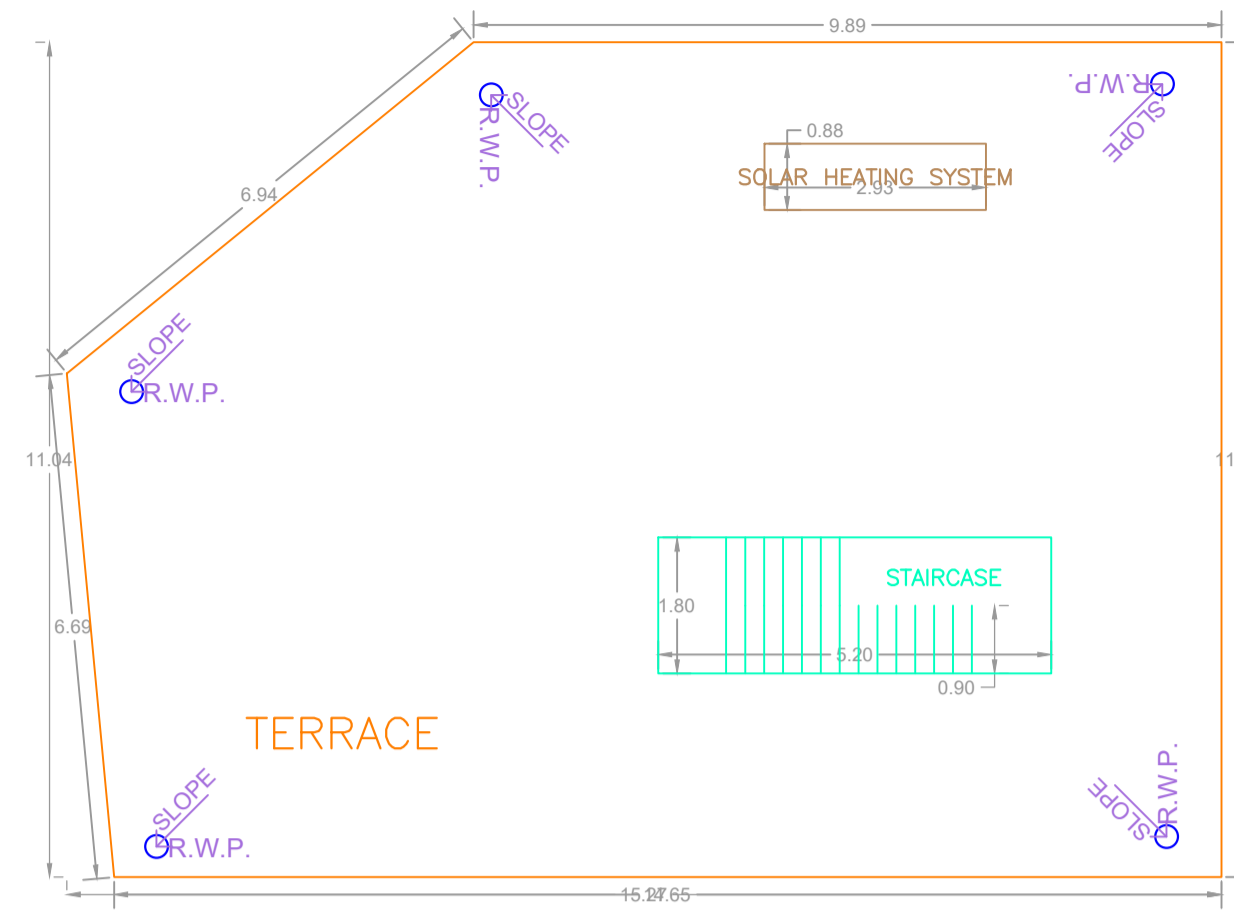 9.89
R.W.P.
SLOPE
SLOPE
R.W.P.
0.88
SOLAR HEATING SYSTEM
2.93
6.94
SLOPE
R.W.P.
11.04
11
STAIRCASE
1.80
5.20
0.90
6.69
TERRACE
SLOPE
R.W.P.
R.W.P.
SLOPE